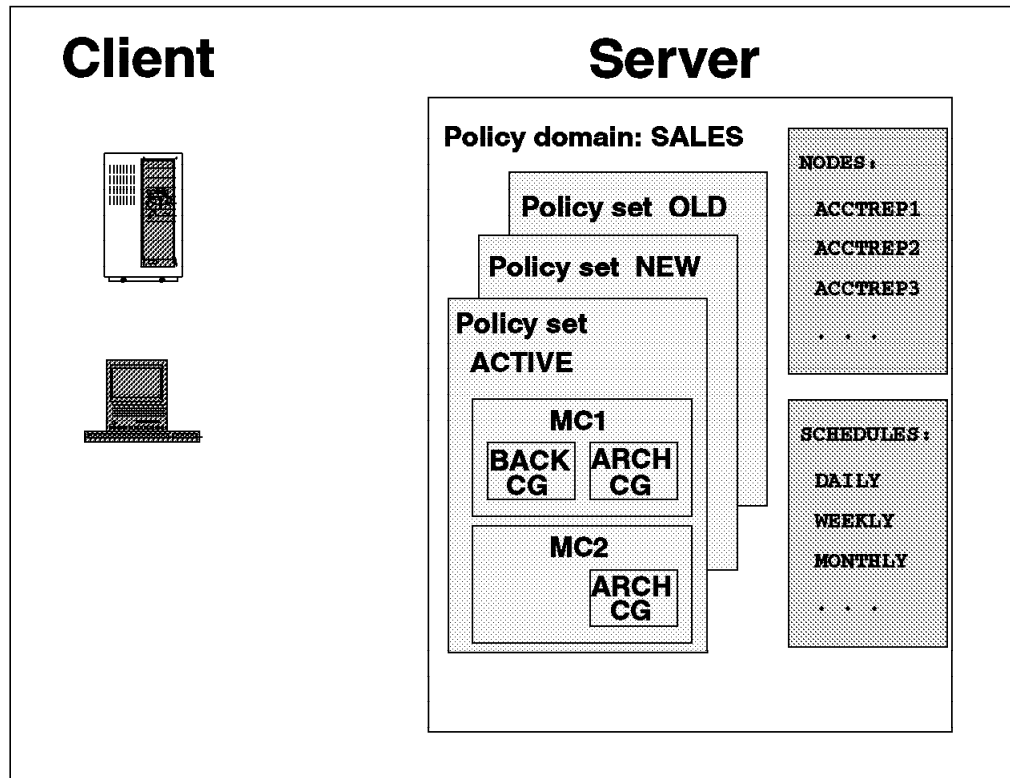 Client
Server
Policy domain: SALES
Policy set OLD
Policy set NEW
Policy set
ACTIVE
MC1
BACK
CG
ARCH
CG
MC2
ARCH
CG
NODES:
ACCTREP1
ACCTREP2
ACCTREP3
. . .
SCHEDULES:
DAILY
WEEKLY
MONTHLY
. . .